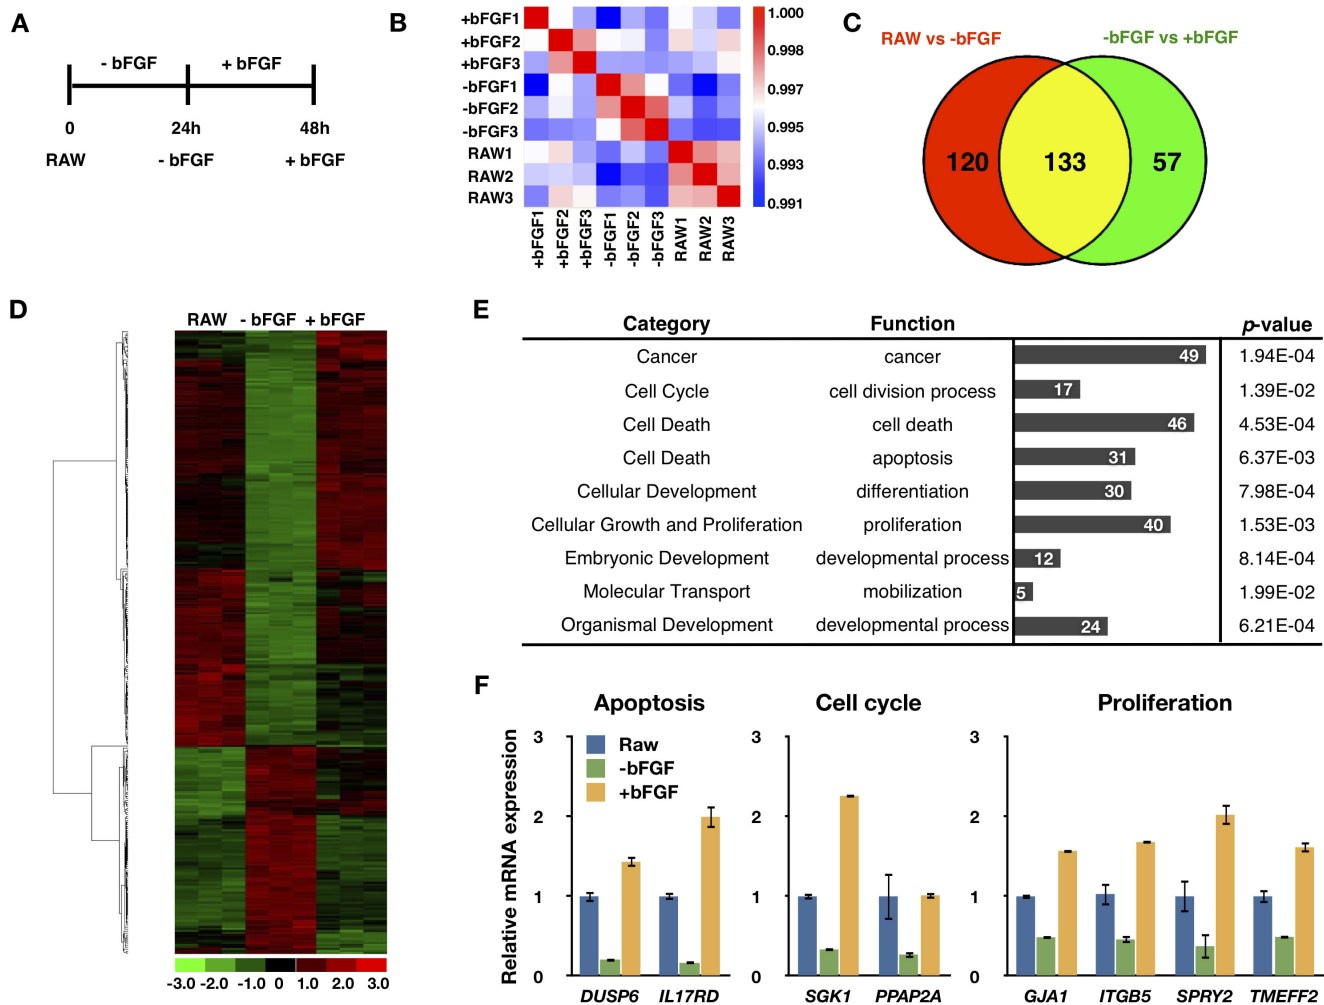 A
- bFGF + bFGF
0 24h 48h
RAW - bFGF + bFGF
B
+bFGF1
+bFGF2
+bFGF3
-bFGF1
-bFGF2
-bFGF3
RAW1
RAW2
RAW3
+bFGF1 +bFGF2 +bFGF3 -bFGF1 -bFGF2 -bFGF3 RAW1 RAW2 RAW3
1.000
0.998
0.997
0.995
0.993
0.991
C
RAW vs -bFGF -bFGF vs +bFGF
120 133 57
D
RAW - bFGF + bFGF
-3.0 -2.0 -1.0 0 1.0 2.0 3.0
E
Category Function p-value
Cancer cancer 49 1.94E-04
Cell Cycle cell division process 17 1.39E-02
Cell Death cell death 46 4.53E-04
Cell Death apoptosis 31 6.37E-03
Cellular Development differentiation 30 7.98E-04
Cellular Growth and Proliferation proliferation 40 1.53E-03
Embryonic Development developmental process 12 8.14E-04
Molecular Transport mobilization 5 1.99E-02
Organismal Development developmental process 24 6.21E-04
F
Apoptosis Cell cycle Proliferation
Relative mRNA expression
3
2
1
0
Raw
-bFGF
+bFGF
DUSP6 IL17RD
3
2
1
0
SGK1 PPAP2A
3
2
1
0
GJA1 ITGB5 SPRY2 TMEFF2